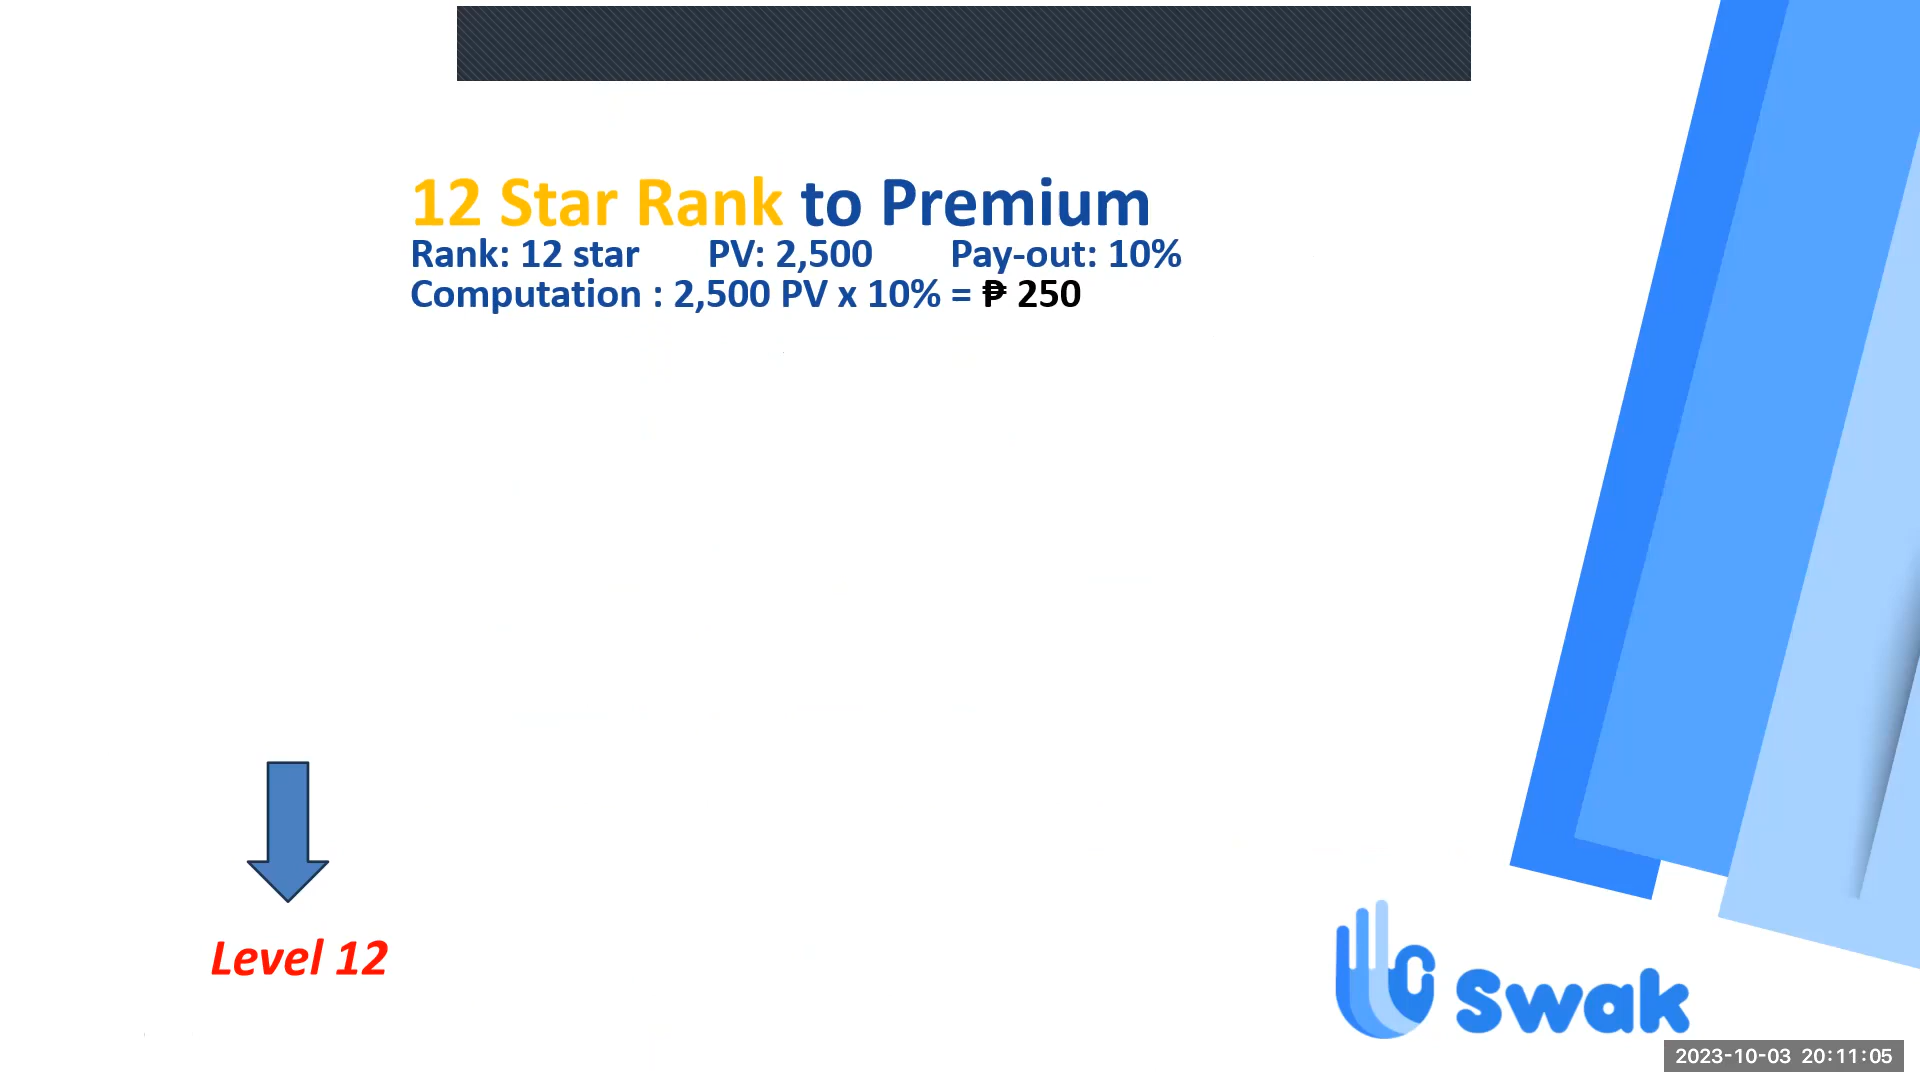 12 Star Rank to Premium
Rank: 12 star PV: 2,500 Pay-out: 10%
Computation : 2,500 PV x 10% = ₱ 250
Level 12
Swak
2023-10-03 20:11:05